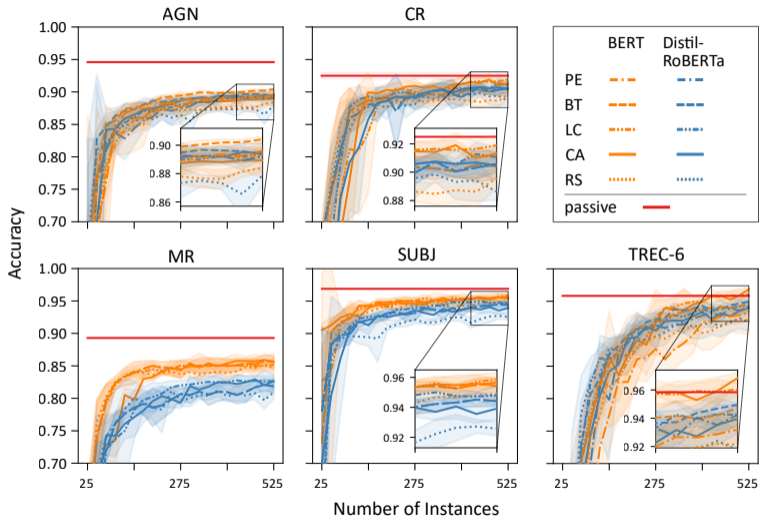 AGN
CR
BERT
Distil-
RoBERTa
PE
BT
LC
CA
RS
passive
1.00
0.95
0.90
0.85
0.80
0.75
0.70
0.90
0.88
0.86
0.92
0.90
0.88
Accuracy
MR
SUBJ
TREC-6
1.00
0.95
0.90
0.85
0.80
0.75
0.70
0.96
0.94
0.92
0.96
0.94
0.92
25
275
525
25
275
525
25
275
525
Number of Instances